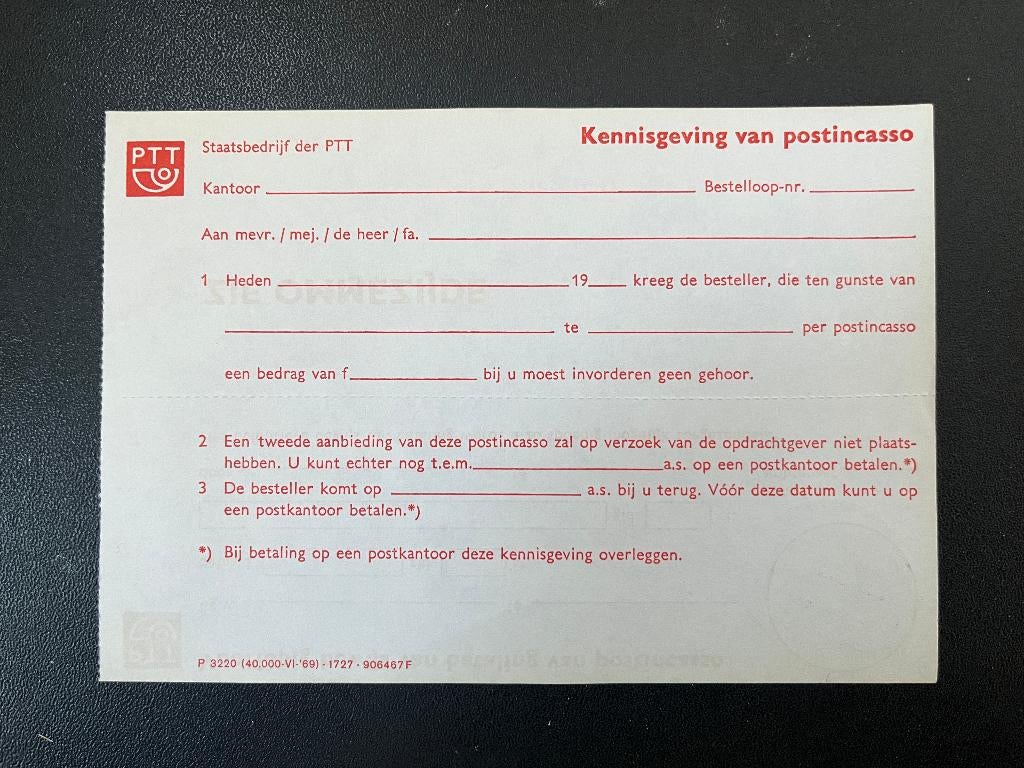 PTT
Staatsbedrijf der PTT
Kennisgeving van postincasso
Kantoor Bestelloop-nr.
Aan mevr. / mej. / de heer / fa.
1 Heden 19 kreeg de besteller, die ten gunste van
te per postincasso
een bedrag van f bij u moest invorderen geen gehoor.
2 Een tweede aanbieding van deze postincasso zal op verzoek van de opdrachtgever niet plaats-
hebben. U kunt echter nog t.e.m. a.s. op een postkantoor betalen.*)
3 De besteller komt op a.s. bij u terug. Vóór deze datum kunt u op
een postkantoor betalen.*)
*) Bij betaling op een postkantoor deze kennisgeving overleggen.
P 3220 (40.000-VI-'69) - 1727 - 906467F